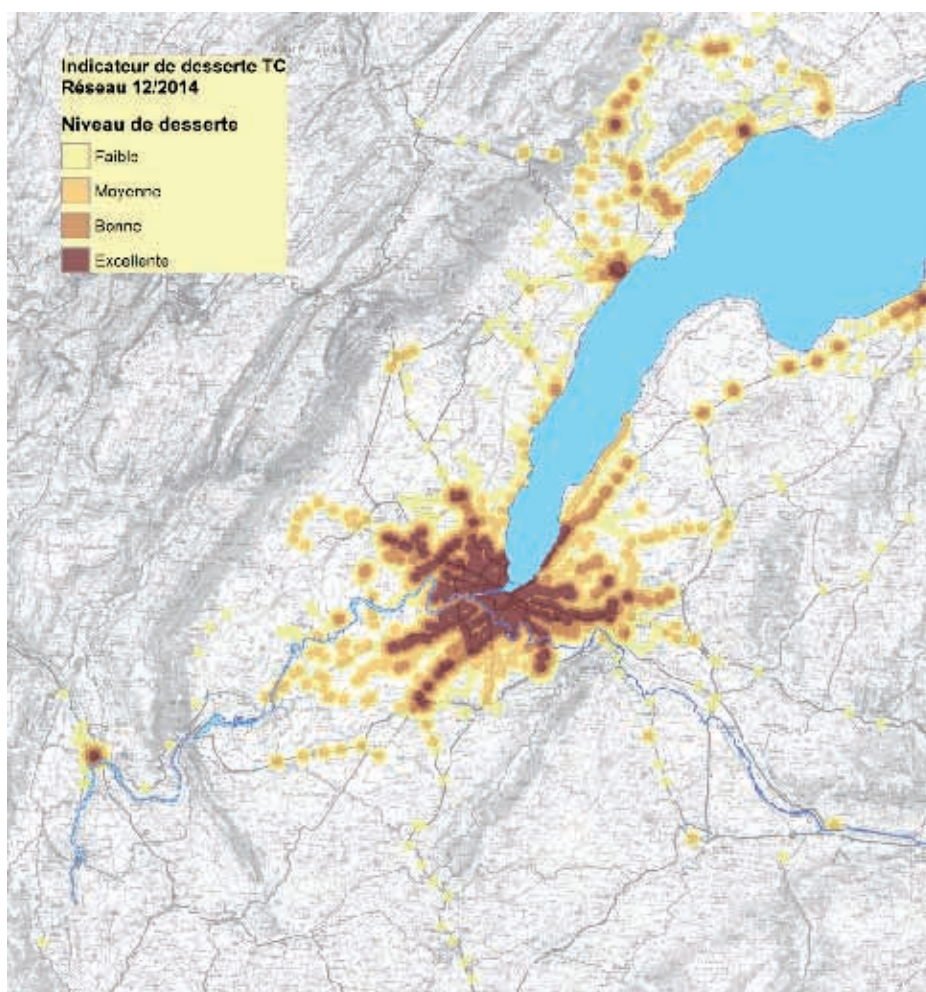 Indicateur de desserte TC
Réseau 12/2014
Niveau de desserte
Faible
Moyenne
Bonne
Excellente